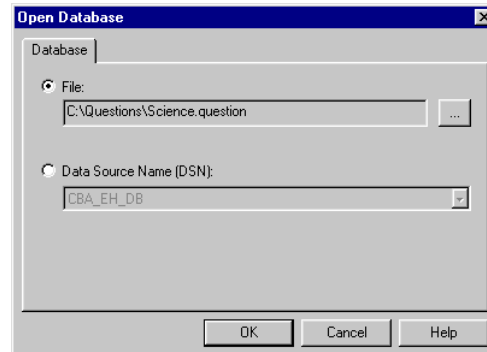 Open Database
Database
File:
C:\Questions\Science.question
...
Data Source Name (DSN):
CBA_EH_DB
OK Cancel Help